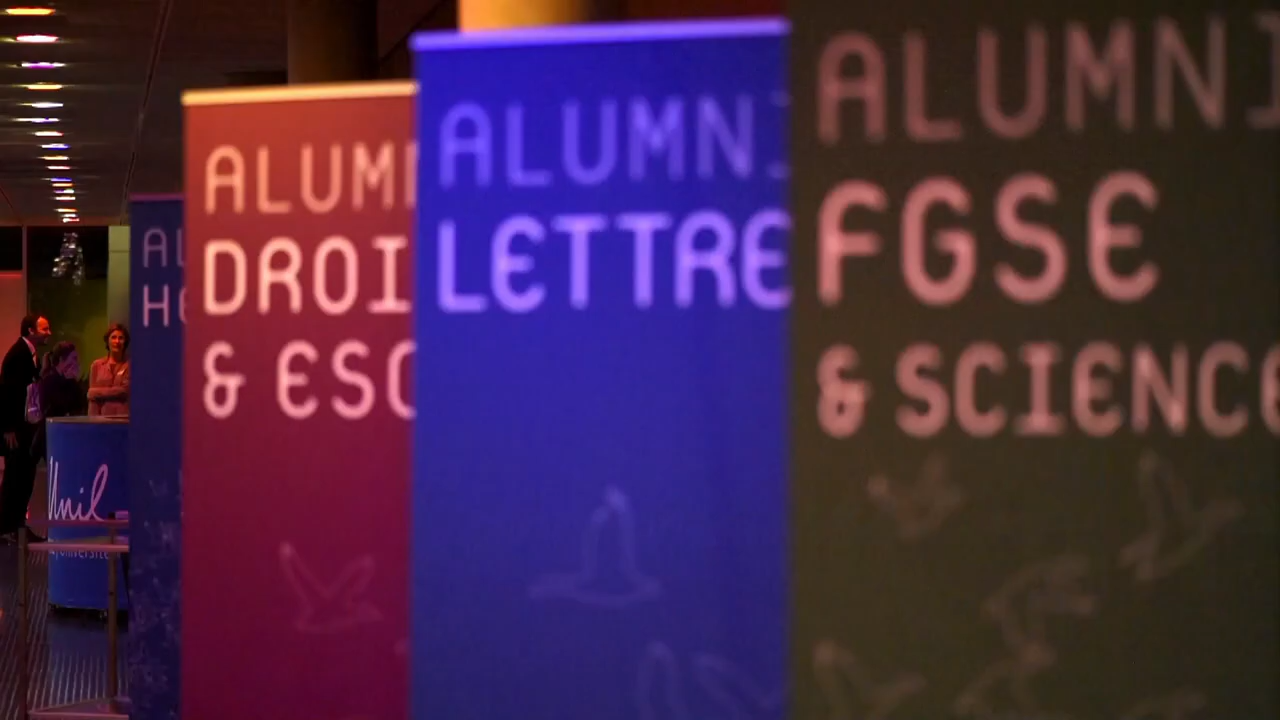 AL
HE
ALUMN
DROI
& ESC
ALUMNI
LETTRE
ALUMNI
FGSE
& SCIENCE
Unil